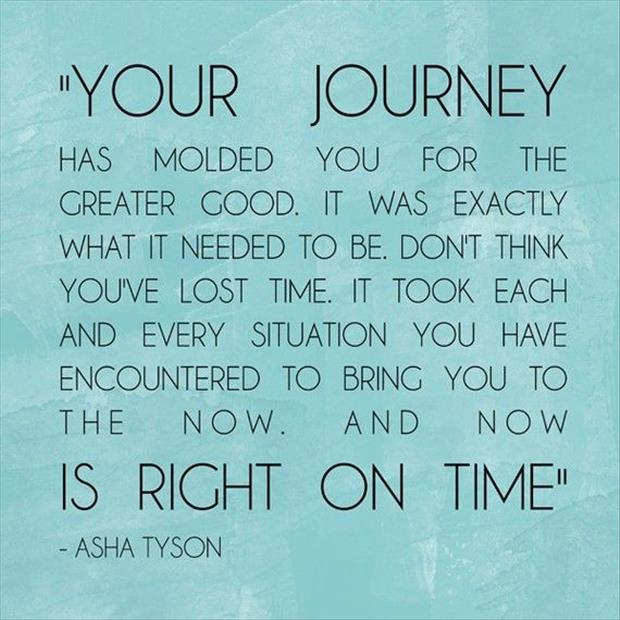 "YOUR JOURNEY
HAS MOLDED YOU FOR THE
GREATER GOOD. IT WAS EXACTLY
WHAT IT NEEDED TO BE. DON'T THINK
YOU'VE LOST TIME. IT TOOK EACH
AND EVERY SITUATION YOU HAVE
ENCOUNTERED TO BRING YOU TO
THE NOW. AND NOW
IS RIGHT ON TIME"
- ASHA TYSON